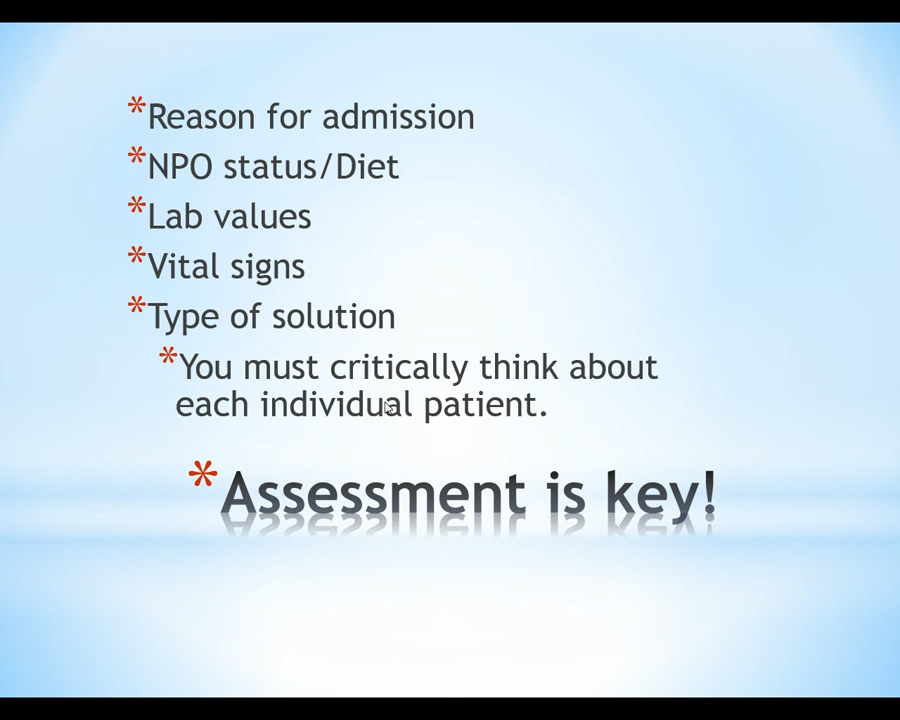 *Reason for admission
*NPO status/Diet
*Lab values
*Vital signs
*Type of solution
*You must critically think about
each individual patient.
*Assessment is key!